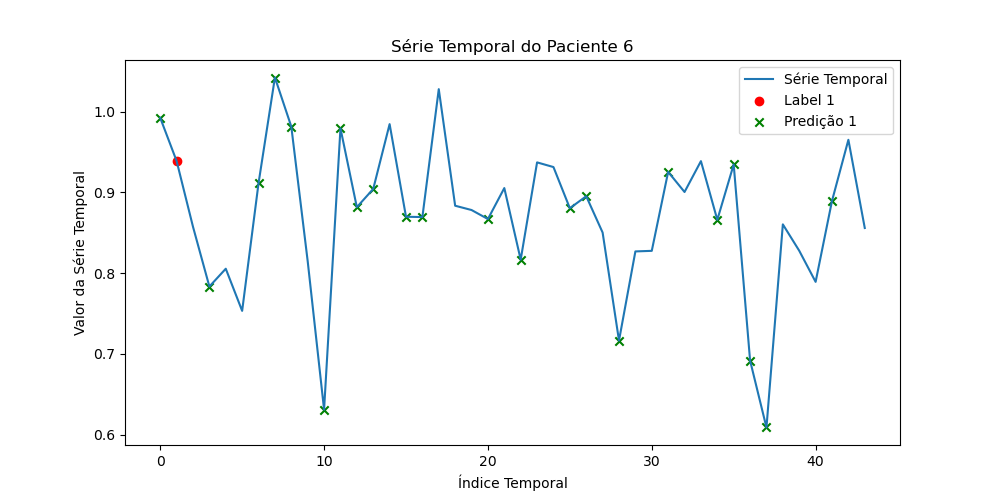 Série Temporal do Paciente 6
Série Temporal
Label 1
Predição 1
Valor da Série Temporal
1.0
0.9
0.8
0.7
0.6
0
10
20
30
40
Índice Temporal